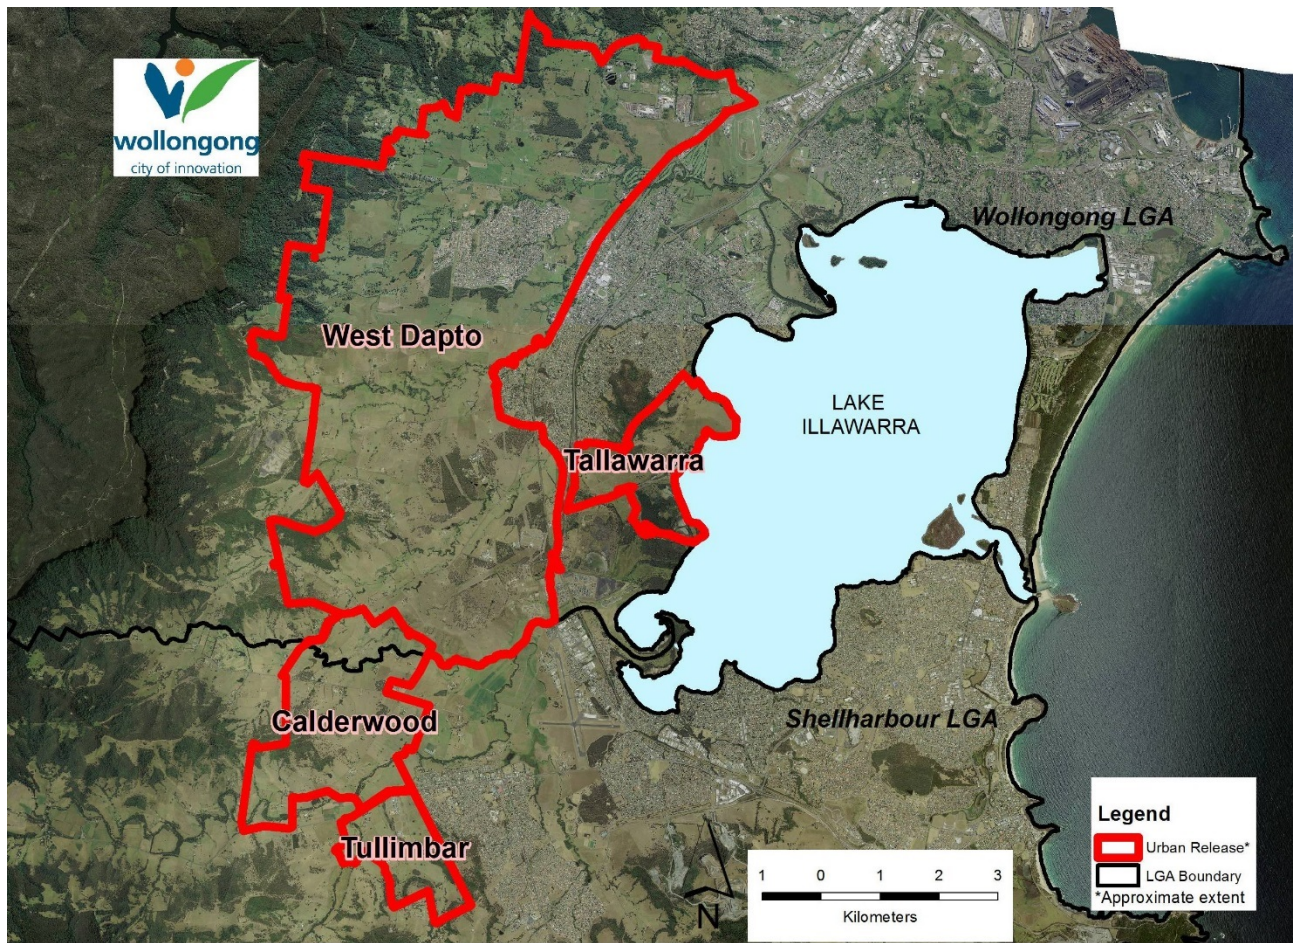 wollongong
city of innovation
Wollongong LGA
West Dapto
LAKE
ILLAWARRA
Tallawarra
Calderwood
Shellharbour LGA
Tullimbar
Legend
Urban Release*
LGA Boundary
*Approximate extent
1 0 1 2 3
Kilometers
N